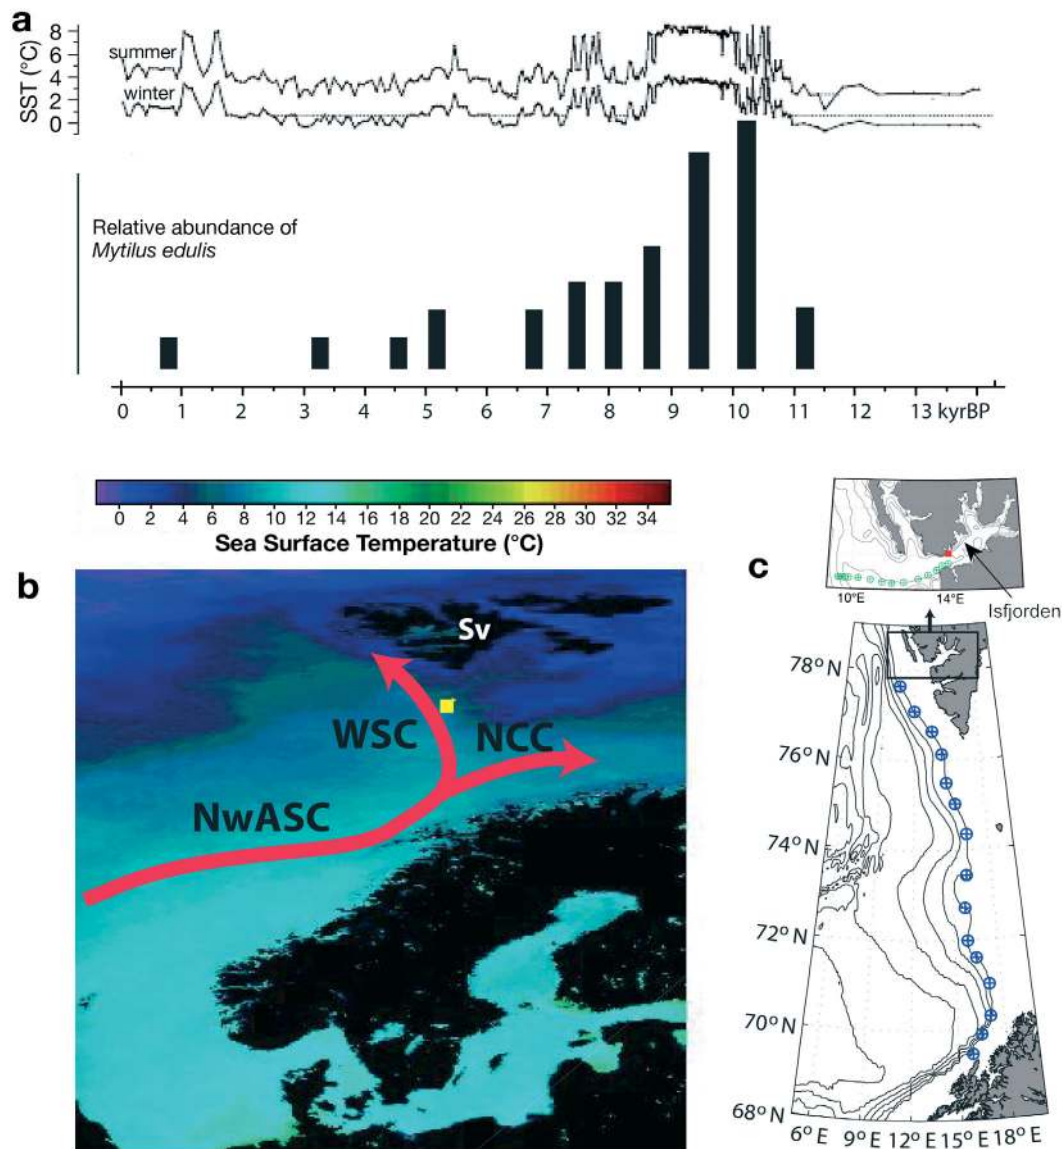 a
SST (°C)
8
6
4
2
0
summer
winter
Relative abundance of
Mytilus edulis
0 1 2 3 4 5 6 7 8 9 10 11 12 13 kyrBP
0 2 4 6 8 10 12 14 16 18 20 22 24 26 28 30 32 34
Sea Surface Temperature (°C)
b
Sv
WSC
NCC
NwASC
c
10°E 14°E
Isfjorden
78° N
76° N
74° N
72° N
70° N
68° N
6° E 9° E 12° E 15° E 18° E